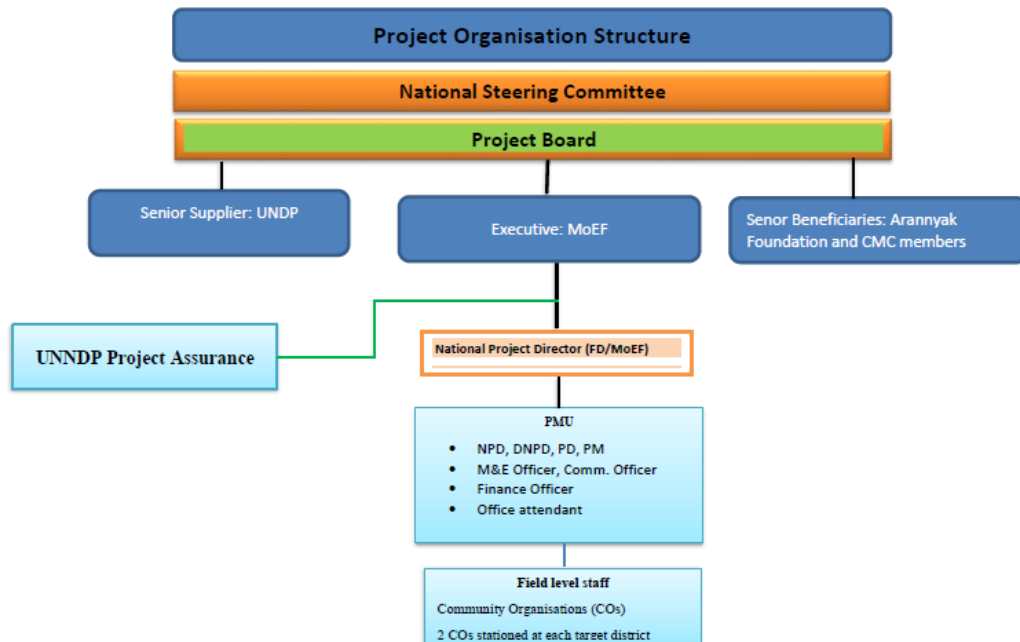 Project Organisation Structure
National Steering Committee
Project Board
Senior Supplier: UNDP
Executive: MoEF
Senor Beneficiaries: Arannyak
Foundation and CMC members
UNNDP Project Assurance
National Project Director (FD/MoEF)
PMU
• NPD, DNPD, PD, PM
• M&E Officer, Comm. Officer
• Finance Officer
• Office attendant
Field level staff
Community Organisations (COs)
2 COs stationed at each target district